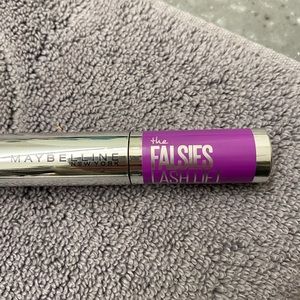 MAYBELLINE
NEW YORK
the
FALSIES
LASH LIFT